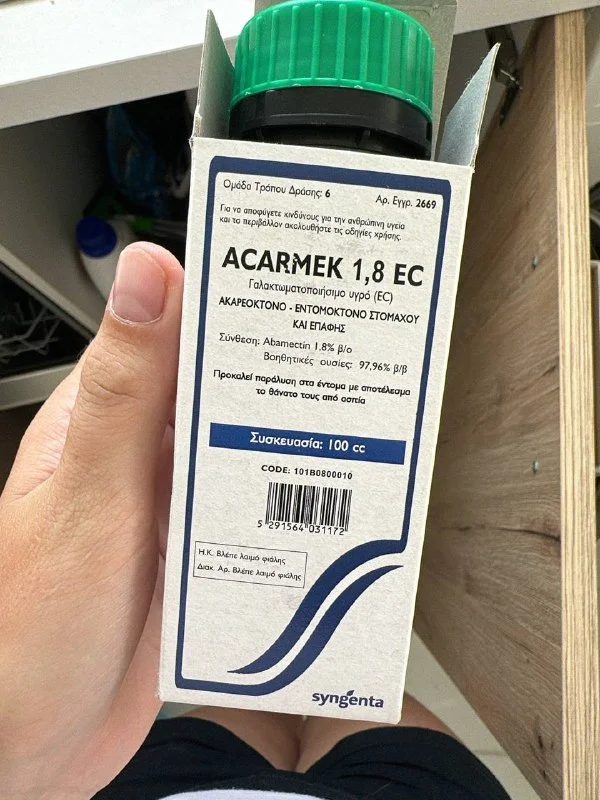 Ομάδα Τρόπου Δράσης: 6 Αρ. Εγγρ. 2669
Για να αποφύγετε κινδύνους για την ανθρώπινη υγεία
και το περιβάλλον ακολουθήστε τις οδηγίες χρήσης.
ACARMEK 1,8 EC
Γαλακτωματοποιήσιμο υγρό (EC)
ΑΚΑΡΕΟΚΤΟΝΟ - ΕΝΤΟΜΟΚΤΟΝΟ ΣΤΟΜΑΧΟΥ
ΚΑΙ ΕΠΑΦΗΣ
Σύνθεση: Abamectin 1.8% β/ο
Βοηθητικές ουσίες: 97,96% β/β
Προκαλεί παράλυση στα έντομα με αποτέλεσμα
το θάνατο τους από ασιτία
Συσκευασία: 100 cc
CODE: 101B0800010
5 291564 031172
Η.Κ. Βλέπε λαιμό φιάλης
Διακ. Αρ. Βλέπε λαιμό φιάλης
syngenta